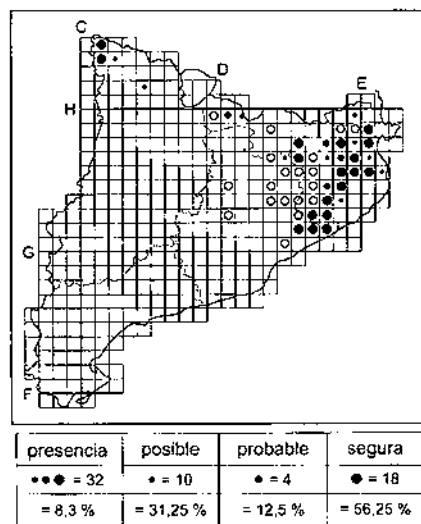 C
D
E
H
G
F
presencia posible probable segura
= 32 = 10 = 4 = 18
= 8,3 % = 31,25 % = 12,5 % = 56,25 %